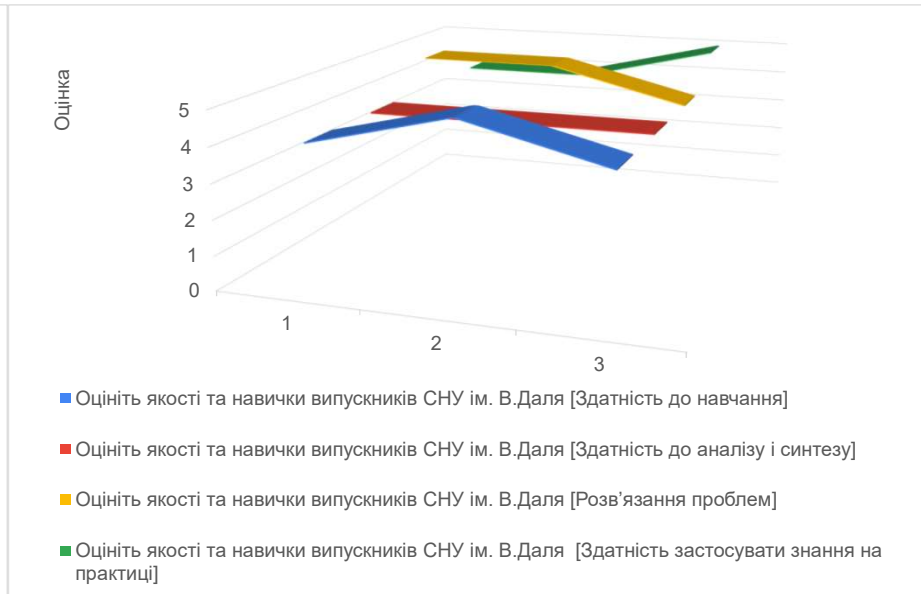 Оцінка
5
4
3
2
1
0
1
2
3
Оцініть якості та навички випускників СНУ ім. В.Даля [Здатність до навчання]
Оцініть якості та навички випускників СНУ ім. В.Даля [Здатність до аналізу і синтезу]
Оцініть якості та навички випускників СНУ ім. В.Даля [Розв’язання проблем]
Оцініть якості та навички випускників СНУ ім. В.Даля  [Здатність застосувати знання на
практиці]